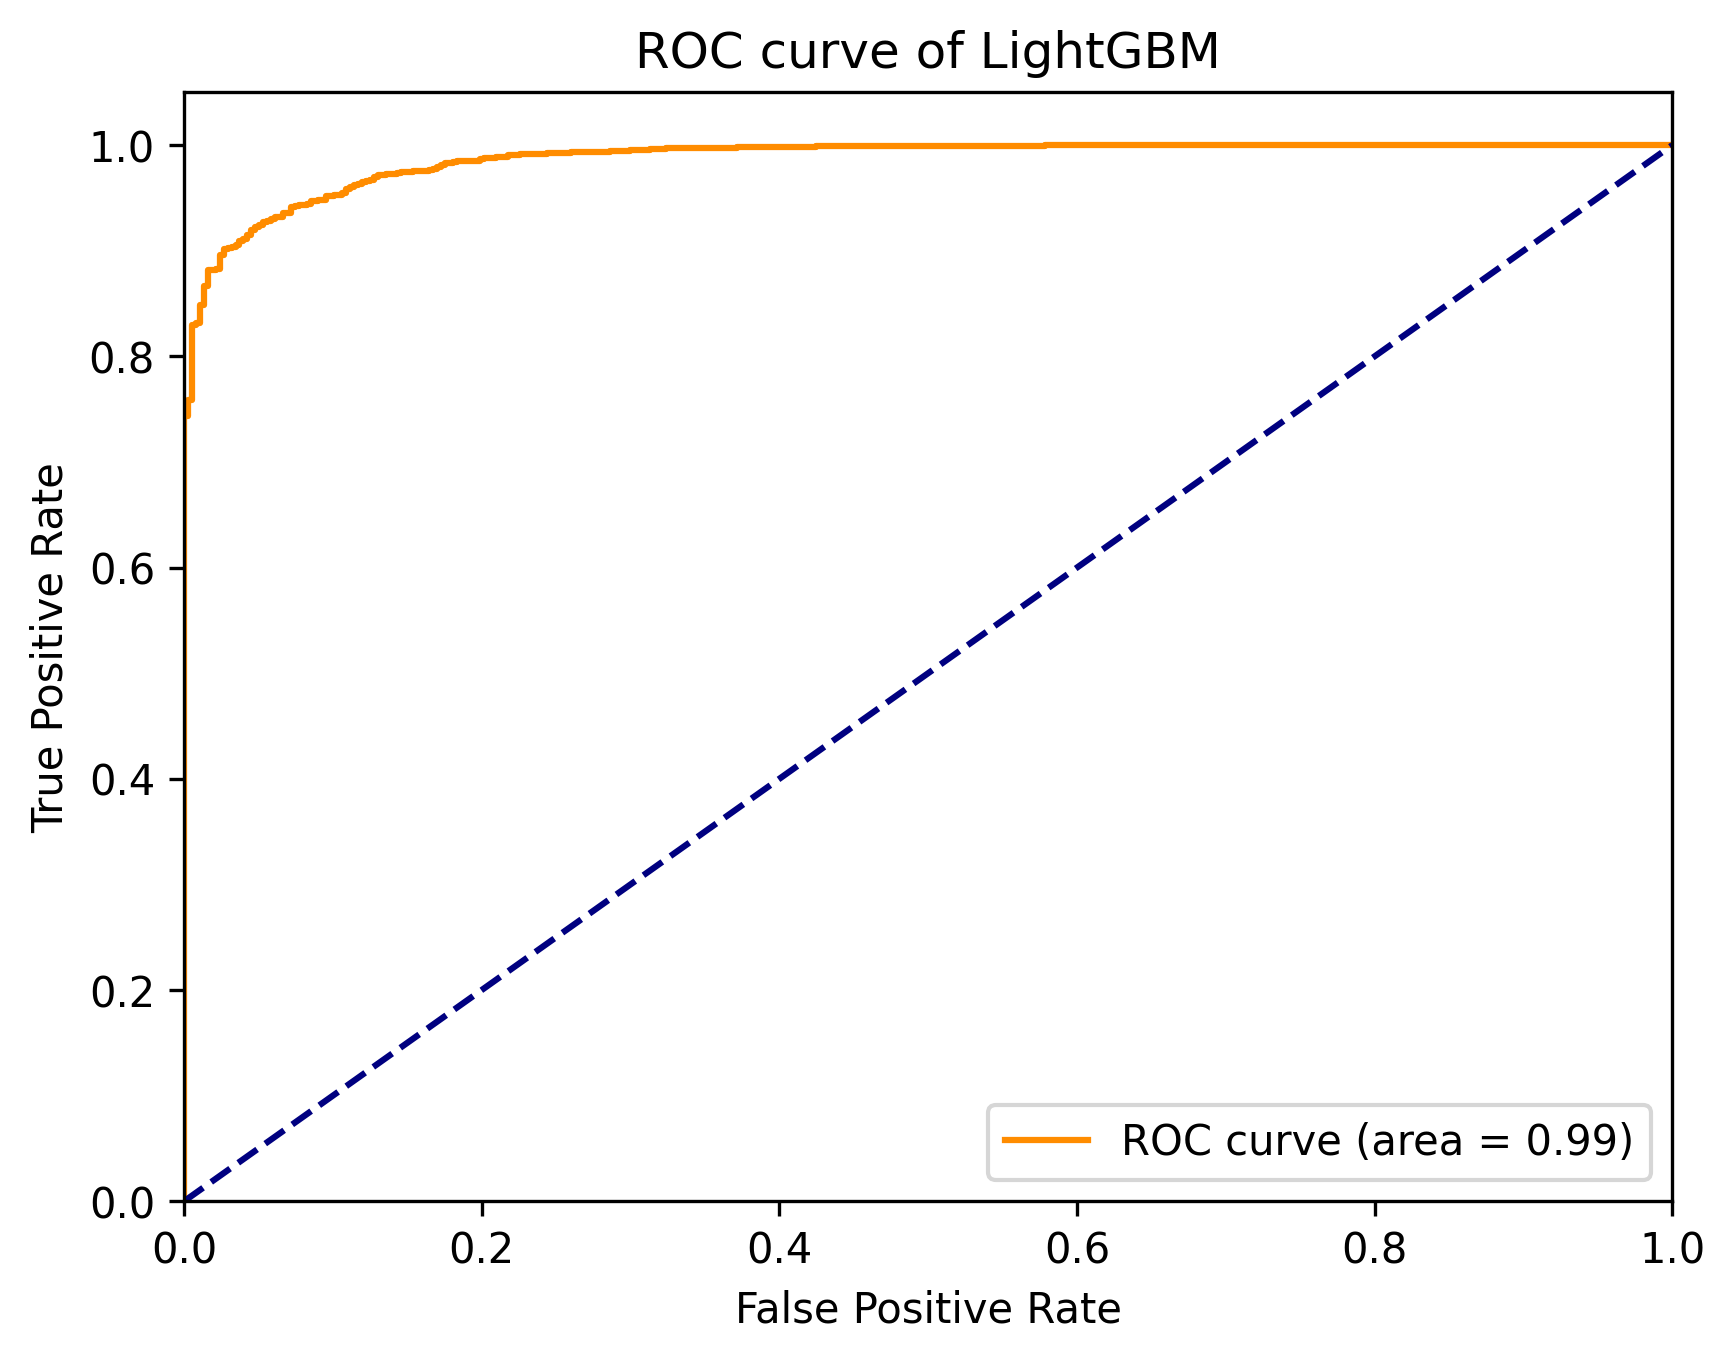 ROC curve of LightGBM
1.0
0.8
0.6
0.4
0.2
0.0
True Positive Rate
ROC curve (area = 0.99)
0.0 0.2 0.4 0.6 0.8 1.0
False Positive Rate